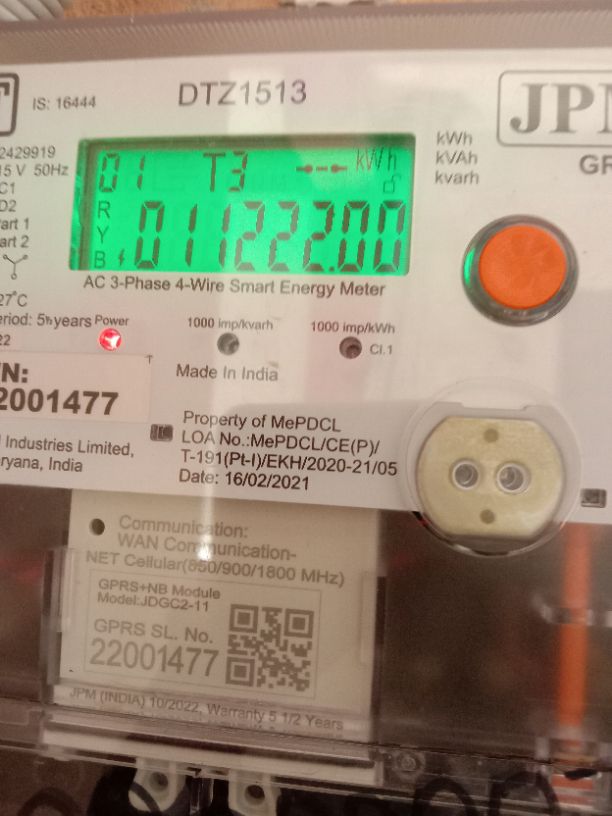 IS: 16444
DTZ1513
JPM
GR
2429919
15 V 50Hz
C1
D2
art 1
art 2
27°C
eriod: 5½ years
22
kWh
kVAh
kvarh
01 T3 kWh
R
Y
B
011222.00
AC 3-Phase 4-Wire Smart Energy Meter
Power
1000 imp/kvarh
1000 imp/kWh
Cl.1
Made In India
N:
2001477
l Industries Limited,
ryana, India
Property of MePDCL
LOA No.:MePDCL/CE(P)/
T-191(Pt-I)/EKH/2020-21/05
Date: 16/02/2021
Communication:
WAN Communication-
NET Cellular(850/900/1800 MHz)
GPRS+NB Module
Model:JDGC2-11
GPRS SL. No.
22001477
JPM (INDIA) 10/2022, Warranty 5 1/2 Years